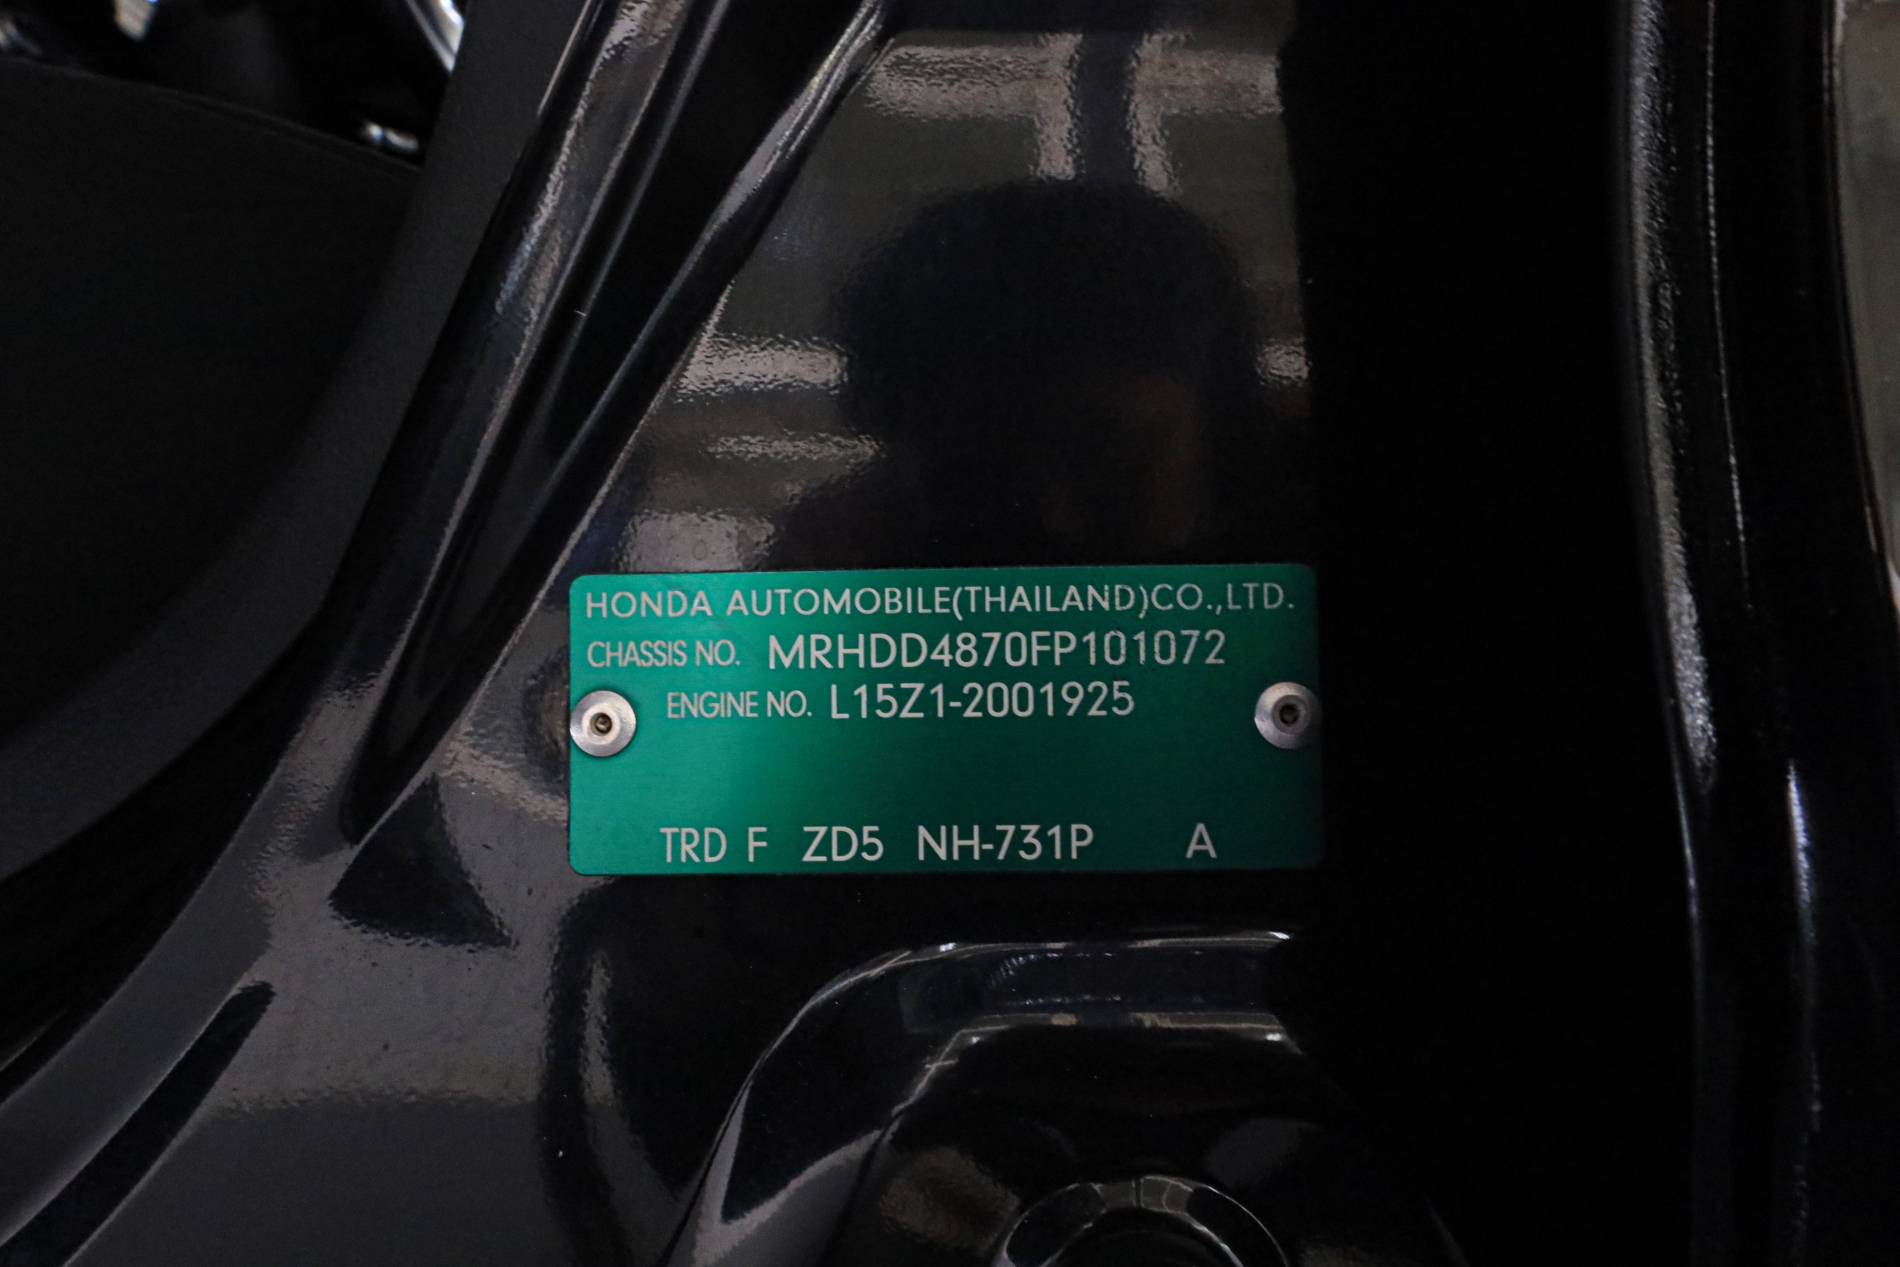 HONDA AUTOMOBILE(THAILAND)CO.,LTD.
CHASSIS NO. MRHDD4870FP101072
ENGINE NO. L15Z1-2001925
TRD F ZD5 NH-731P A